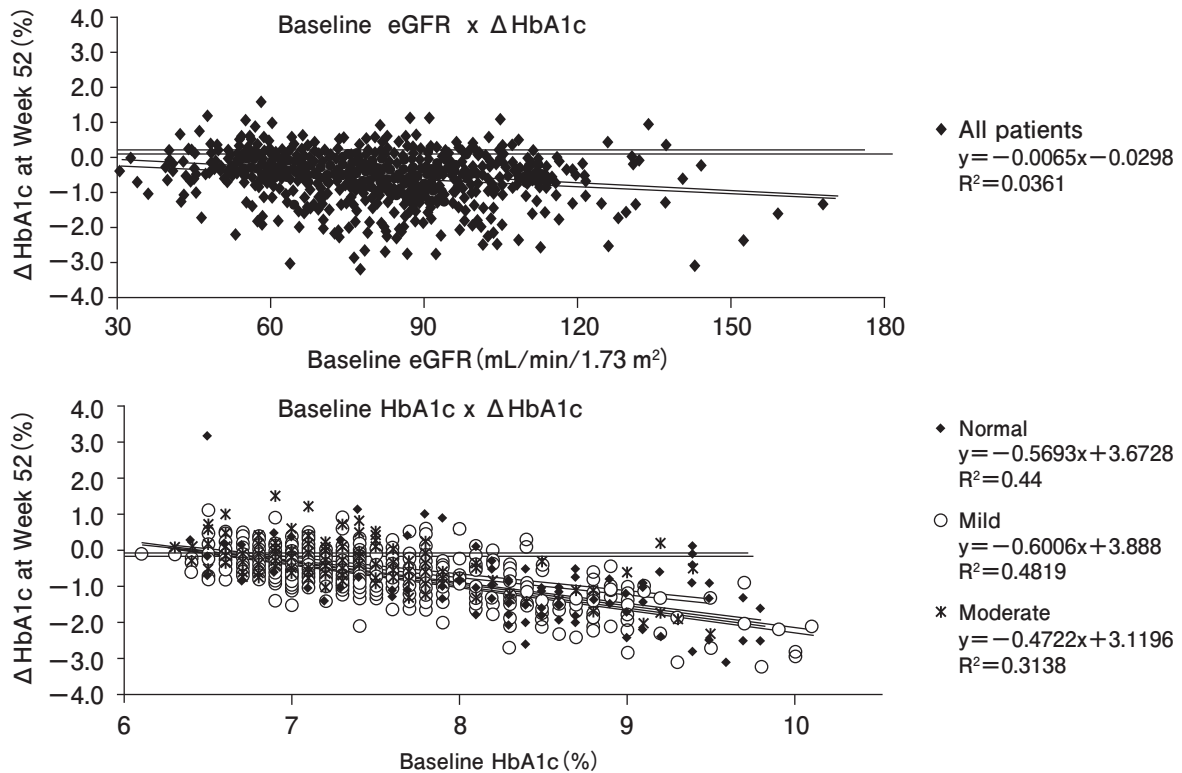 Baseline eGFR x ΔHbA1c
ΔHbA1c at Week 52 (%)
4.0
3.0
2.0
1.0
0.0
−1.0
−2.0
−3.0
−4.0
30 60 90 120 150 180
Baseline eGFR (mL/min/1.73 m²)
◆ All patients
y=−0.0065x−0.0298
R²=0.0361
Baseline HbA1c x ΔHbA1c
ΔHbA1c at Week 52 (%)
4.0
3.0
2.0
1.0
0.0
−1.0
−2.0
−3.0
−4.0
6 7 8 9 10
Baseline HbA1c (%)
◆ Normal
y=−0.5693x+3.6728
R²=0.44
○ Mild
y=−0.6006x+3.888
R²=0.4819
Moderate
y=−0.4722x+3.1196
R²=0.3138